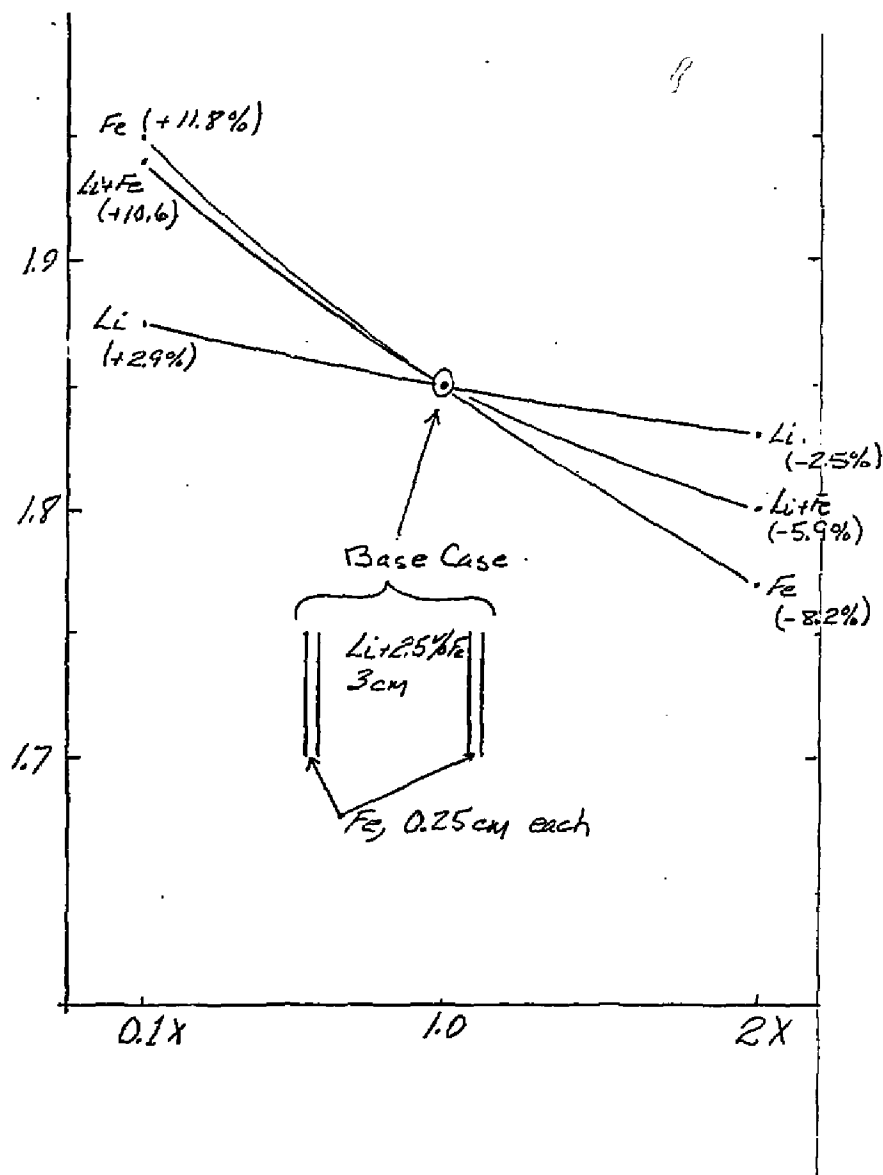 Fe (+11.8%)
Li+Fe
(+10.6)
1.9
Li
(+2.9%)
Li.
(-2.5%)
1.8
Li+Fe
(-5.9%)
Base Case
Fe
(-8.2%)
Li+2.5%Fe
3cm
1.7
Fe, 0.25cm each
0.1X 1.0 2X